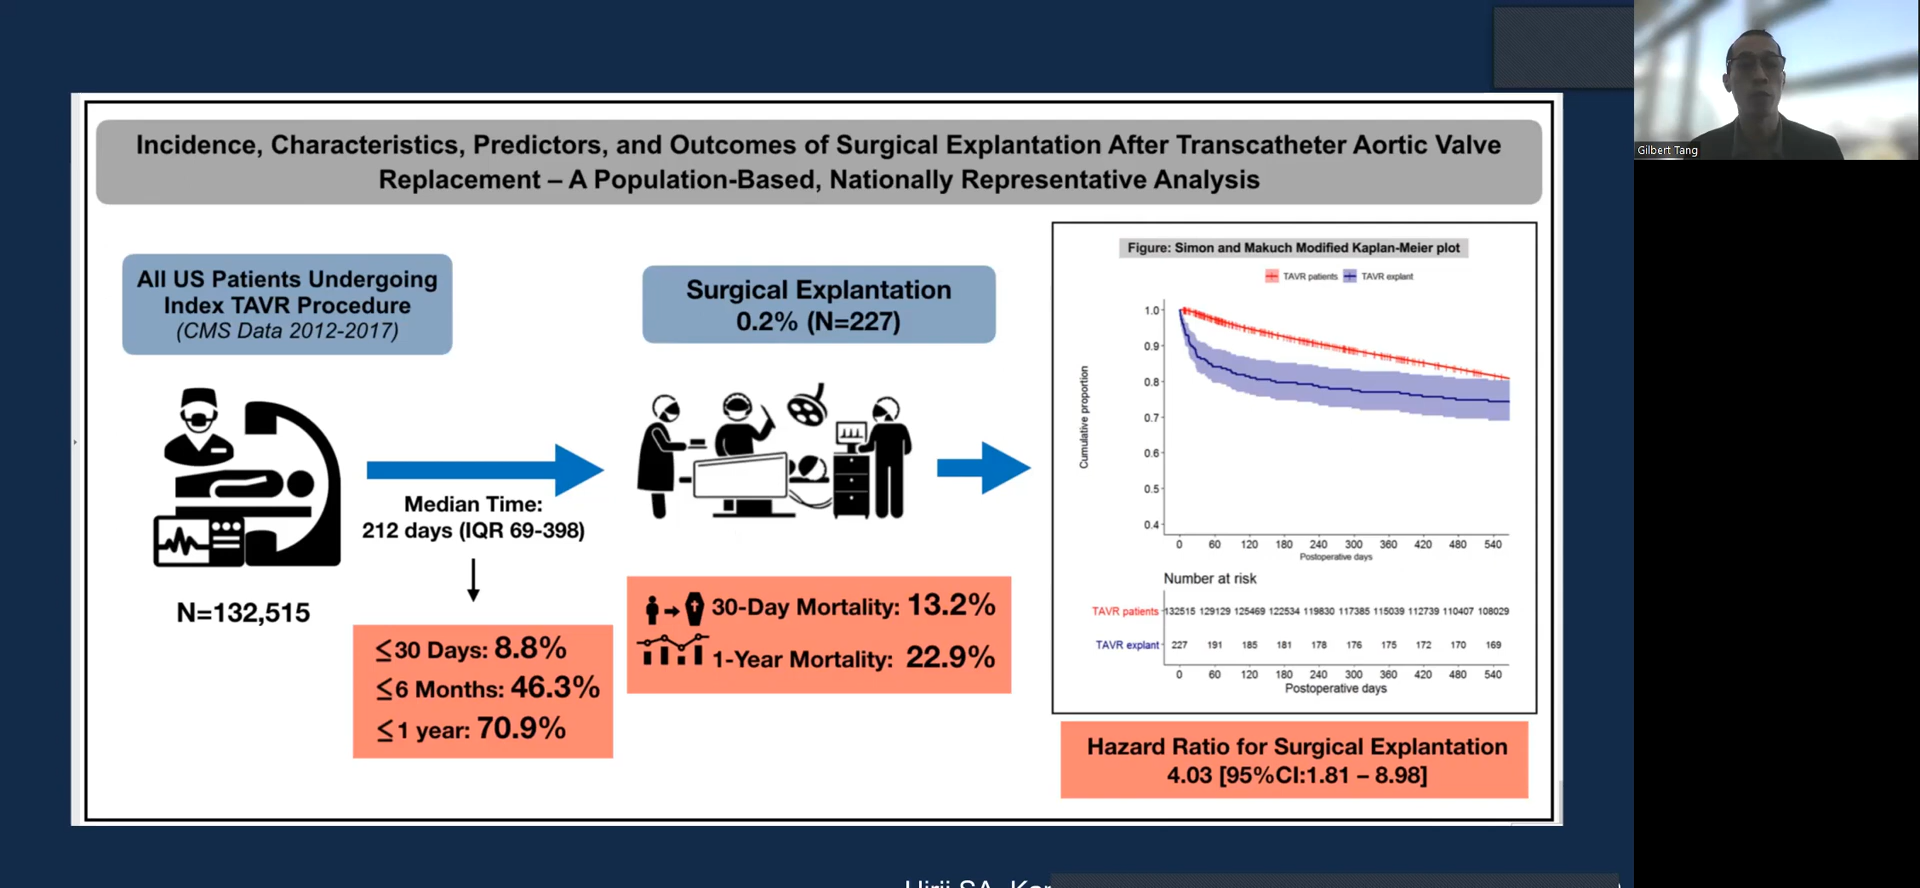 Incidence, Characteristics, Predictors, and Outcomes of Surgical Explantation After Transcatheter Aortic Valve
Replacement – A Population-Based, Nationally Representative Analysis
All US Patients Undergoing
Index TAVR Procedure
(CMS Data 2012-2017)
N=132,515
Median Time:
212 days (IQR 69-398)
≤30 Days: 8.8%
≤6 Months: 46.3%
≤1 year: 70.9%
Surgical Explantation
0.2% (N=227)
30-Day Mortality: 13.2%
1-Year Mortality: 22.9%
Figure: Simon and Makuch Modified Kaplan-Meier plot
TAVR patients TAVR explant
Cumulative proportion
1.0
0.9
0.8
0.7
0.6
0.5
0.4
0 60 120 180 240 300 360 420 480 540
Postoperative days
Number at risk
TAVR patients 132515 129129 125469 122534 119830 117385 115039 112739 110407 108029
TAVR explant 227 191 185 181 178 176 175 172 170 169
0 60 120 180 240 300 360 420 480 540
Postoperative days
Hazard Ratio for Surgical Explantation
4.03 [95%CI:1.81 – 8.98]
Gilbert Tang